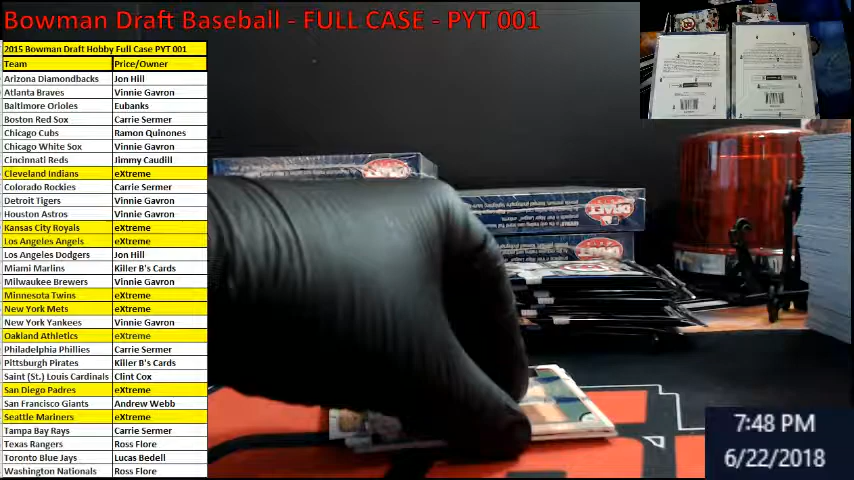 Bowman Draft Baseball - FULL CASE - PYT 001
2015 Bowman Draft Hobby Full Case PYT 001
Team Price/Owner
Arizona Diamondbacks Jon Hill
Atlanta Braves Vinnie Gavron
Baltimore Orioles Eubanks
Boston Red Sox Carrie Sermer
Chicago Cubs Ramon Quinones
Chicago White Sox Vinnie Gavron
Cincinnati Reds Jimmy Caudill
Cleveland Indians eXtreme
Colorado Rockies Carrie Sermer
Detroit Tigers Vinnie Gavron
Houston Astros Vinnie Gavron
Kansas City Royals eXtreme
Los Angeles Angels eXtreme
Los Angeles Dodgers Jon Hill
Miami Marlins Killer B's Cards
Milwaukee Brewers Vinnie Gavron
Minnesota Twins eXtreme
New York Mets eXtreme
New York Yankees Vinnie Gavron
Oakland Athletics eXtreme
Philadelphia Phillies Carrie Sermer
Pittsburgh Pirates Killer B's Cards
Saint (St.) Louis Cardinals Clint Cox
San Diego Padres eXtreme
San Francisco Giants Andrew Webb
Seattle Mariners eXtreme
Tampa Bay Rays Carrie Sermer
Texas Rangers Ross Flore
Toronto Blue Jays Lucas Bedell
Washington Nationals Ross Flore
DRAFT
7:48 PM
6/22/2018